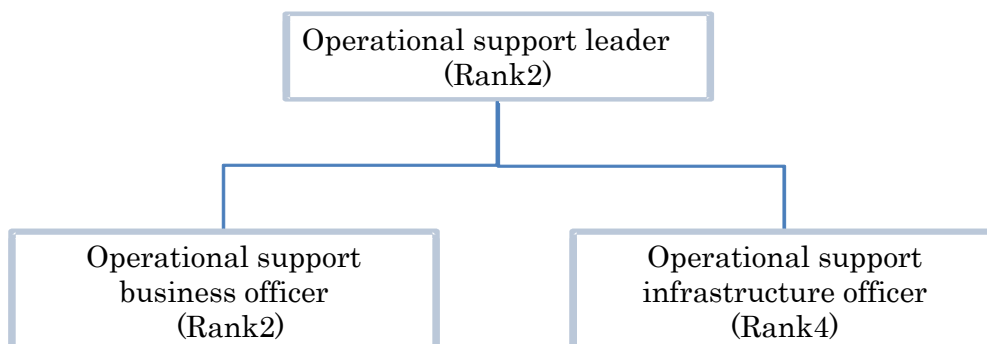 Operational support leader
(Rank2)
Operational support
business officer
(Rank2)
Operational support
infrastructure officer
(Rank4)